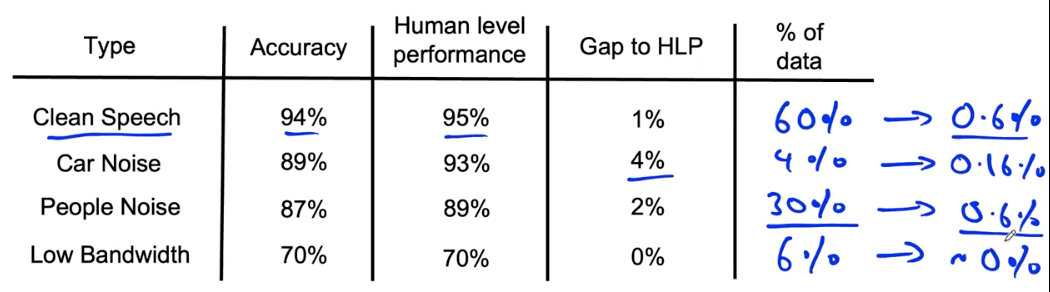 Type Accuracy Human level performance Gap to HLP % of data
Clean Speech 94% 95% 1% 60% → 0.6%
Car Noise 89% 93% 4% 4% → 0.16%
People Noise 87% 89% 2% 30% → 0.6%
Low Bandwidth 70% 70% 0% 6% → ~0%